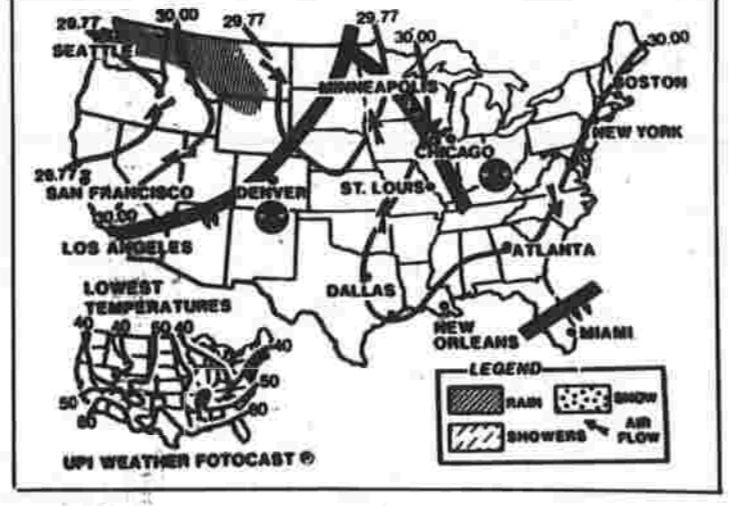 29.77 30.00 29.77 29.77
30.00 30.00
SEATTLE
MINNEAPOLIS
BOSTON
NEW YORK
CHICAGO
29.77
SAN FRANCISCO
DENVER
ST. LOUIS
30.00
LOS ANGELES
ATLANTA
DALLAS
NEW
ORLEANS
MIAMI
LOWEST
TEMPERATURES
40 40 60 40
40
50
50
60
60
LEGEND
RAIN
SNOW
SHOWERS
AIR
FLOW
UPI WEATHER FOTOCAST ®